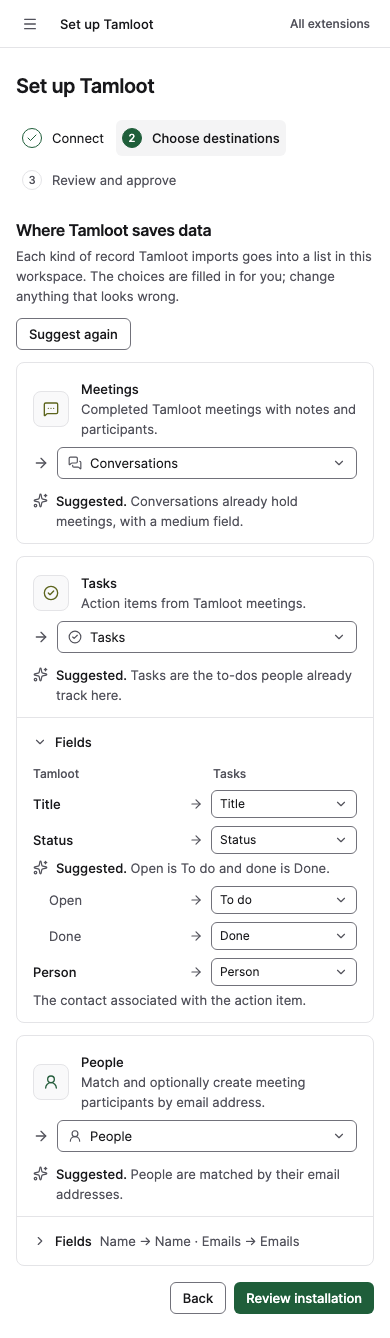 Set up Tamloot
All extensions
Set up Tamloot
Connect
2 Choose destinations
3 Review and approve
Where Tamloot saves data
Each kind of record Tamloot imports goes into a list in this
workspace. The choices are filled in for you; change
anything that looks wrong.
Suggest again
Meetings
Completed Tamloot meetings with notes and
participants.
→ Conversations
Suggested. Conversations already hold
meetings, with a medium field.
Tasks
Action items from Tamloot meetings.
→ Tasks
Suggested. Tasks are the to-dos people already
track here.
Fields
Tamloot Tasks
Title → Title
Status → Status
Suggested. Open is To do and done is Done.
Open → To do
Done → Done
Person → Person
The contact associated with the action item.
People
Match and optionally create meeting
participants by email address.
→ People
Suggested. People are matched by their email
addresses.
Fields Name → Name · Emails → Emails
Back
Review installation